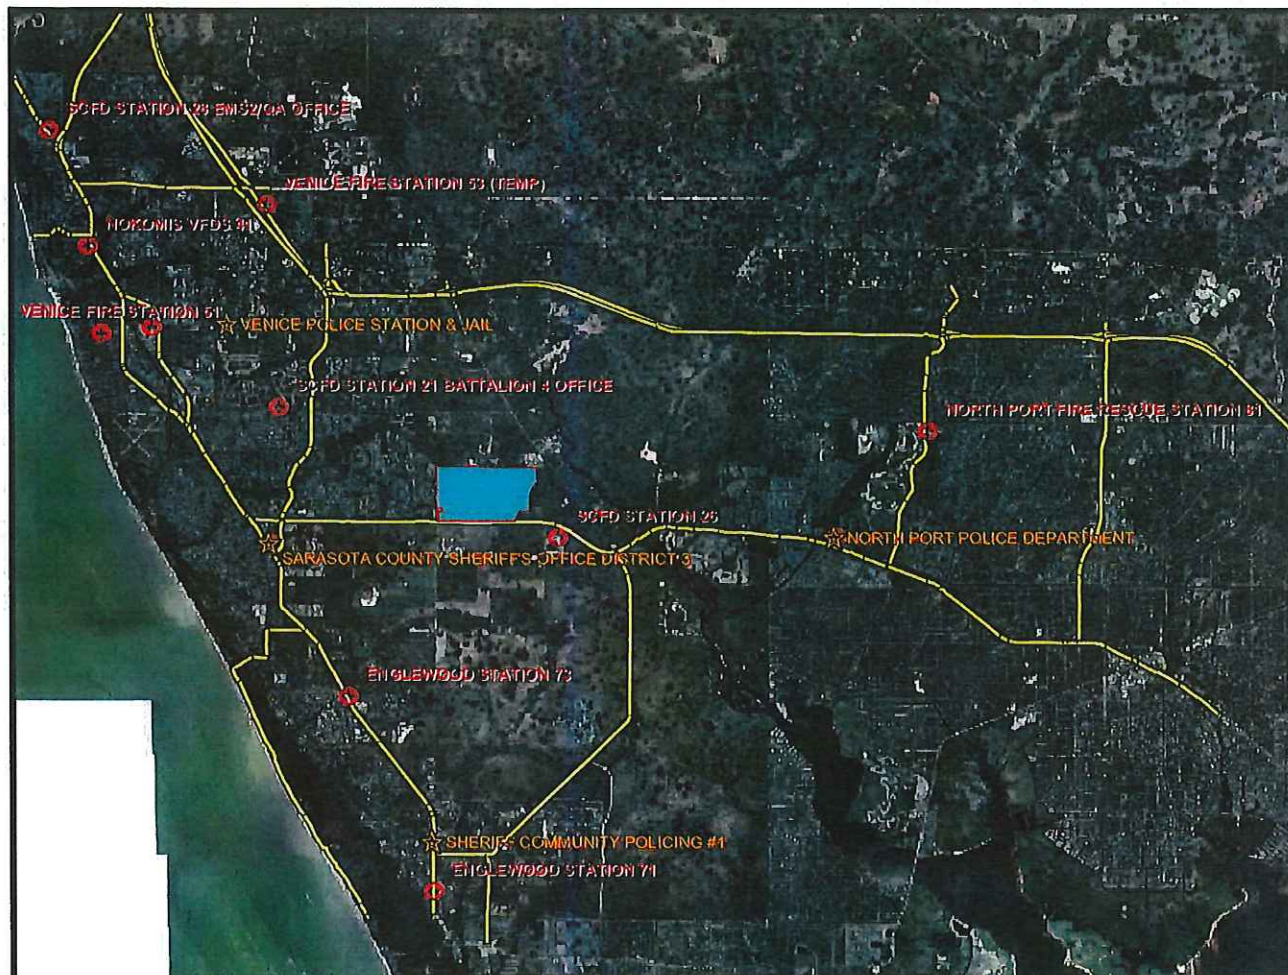 SCFD STATION 23 EMS2/QA OFFICE
VENICE FIRE STATION 53 (TEMP)
NOKOMIS VFDS 41
VENICE FIRE STATION 51
VENICE POLICE STATION & JAIL
SCFD STATION 21 BATTALION 4 OFFICE
NORTH PORT FIRE RESCUE STATION 81
SCFD STATION 26
NORTH PORT POLICE DEPARTMENT
SARASOTA COUNTY SHERIFF'S OFFICE DISTRICT 3
ENGLEWOOD STATION 73
SHERIFF COMMUNITY POLICING #1
ENGLEWOOD STATION 71